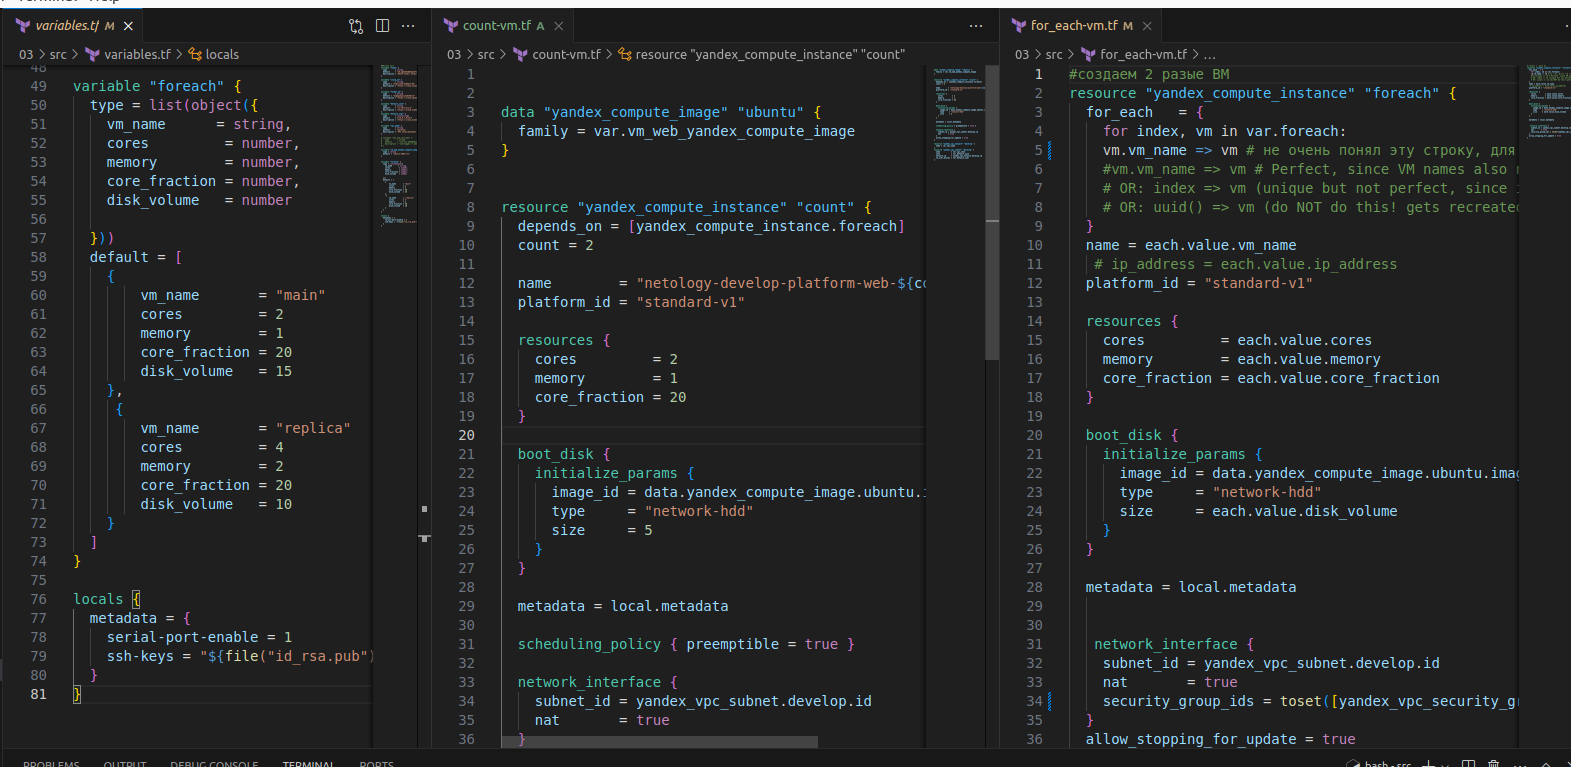 variables.tf M
03 > src > variables.tf > locals
48
49 variable "foreach" {
50 type = list(object({
51 vm_name = string,
52 cores = number,
53 memory = number,
54 core_fraction = number,
55 disk_volume = number
56
57 }))
58 default = [
59 {
60 vm_name = "main"
61 cores = 2
62 memory = 1
63 core_fraction = 20
64 disk_volume = 15
65 },
66 {
67 vm_name = "replica"
68 cores = 4
69 memory = 2
70 core_fraction = 20
71 disk_volume = 10
72 }
73 ]
74 }
75
76 locals {
77 metadata = {
78 serial-port-enable = 1
79 ssh-keys = "${file("id_rsa.pub")
80 }
81 }
count-vm.tf A
03 > src > count-vm.tf > resource "yandex_compute_instance" "count"
1
2
3 data "yandex_compute_image" "ubuntu" {
4 family = var.vm_web_yandex_compute_image
5 }
6
7
8 resource "yandex_compute_instance" "count" {
9 depends_on = [yandex_compute_instance.foreach]
10 count = 2
11
12 name = "netology-develop-platform-web-${co
13 platform_id = "standard-v1"
14
15 resources {
16 cores = 2
17 memory = 1
18 core_fraction = 20
19 }
20
21 boot_disk {
22 initialize_params {
23 image_id = data.yandex_compute_image.ubuntu.i
24 type = "network-hdd"
25 size = 5
26 }
27 }
28
29 metadata = local.metadata
30
31 scheduling_policy { preemptible = true }
32
33 network_interface {
34 subnet_id = yandex_vpc_subnet.develop.id
35 nat = true
36 }
for_each-vm.tf M
03 > src > for_each-vm.tf > ...
1 #создаем 2 разые ВМ
2 resource "yandex_compute_instance" "foreach" {
3 for_each = {
4 for index, vm in var.foreach:
5 vm.vm_name => vm # не очень понял эту строку, для
6 #vm.vm_name => vm # Perfect, since VM names also
7 # OR: index => vm (unique but not perfect, since
8 # OR: uuid() => vm (do NOT do this! gets recreated
9 }
10 name = each.value.vm_name
11 # ip_address = each.value.ip_address
12 platform_id = "standard-v1"
13
14 resources {
15 cores = each.value.cores
16 memory = each.value.memory
17 core_fraction = each.value.core_fraction
18 }
19
20 boot_disk {
21 initialize_params {
22 image_id = data.yandex_compute_image.ubuntu.imag
23 type = "network-hdd"
24 size = each.value.disk_volume
25 }
26 }
27
28 metadata = local.metadata
29
30
31 network_interface {
32 subnet_id = yandex_vpc_subnet.develop.id
33 nat = true
34 security_group_ids = toset([yandex_vpc_security_g
35 }
36 allow_stopping_for_update = true
PROBLEMS OUTPUT DEBUG CONSOLE TERMINAL PORTS
bash - src